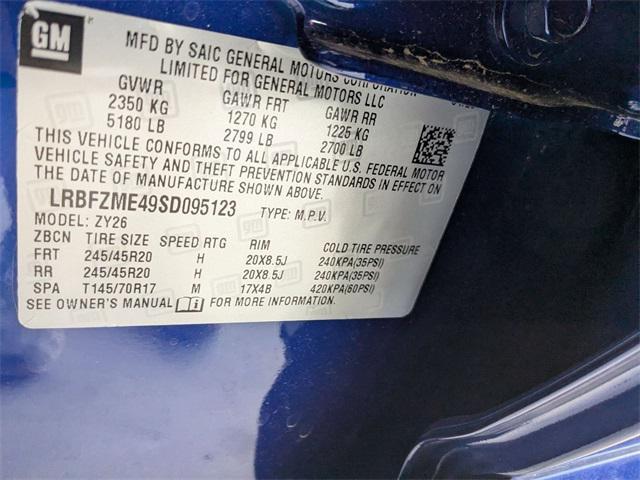 GM
MFD BY SAIC GENERAL MOTORS CORPORATION
LIMITED FOR GENERAL MOTORS LLC
GVWR GAWR FRT GAWR RR
2350 KG 1270 KG 1225 KG
5180 LB 2799 LB 2700 LB
THIS VEHICLE CONFORMS TO ALL APPLICABLE U.S. FEDERAL MOTOR
VEHICLE SAFETY AND THEFT PREVENTION STANDARDS IN EFFECT ON
THE DATE OF MANUFACTURE SHOWN ABOVE.
LRBFZME49SD095123 TYPE: M.P.V.
MODEL: ZY26
ZBCN TIRE SIZE SPEED RTG RIM COLD TIRE PRESSURE
FRT 245/45R20 H 20X8.5J 240KPA(35PSI)
RR 245/45R20 H 20X8.5J 240KPA(35PSI)
SPA T145/70R17 M 17X4B 420KPA(60PSI)
SEE OWNER'S MANUAL FOR MORE INFORMATION.